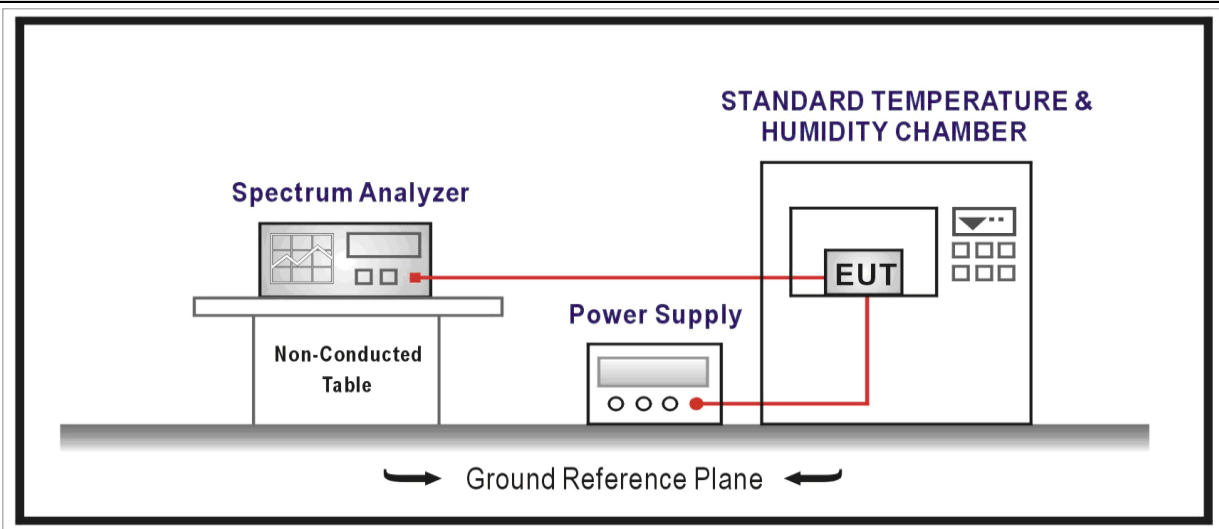 STANDARD TEMPERATURE &
HUMIDITY CHAMBER
Spectrum Analyzer
EUT
Power Supply
Non-Conducted
Table
Ground Reference Plane